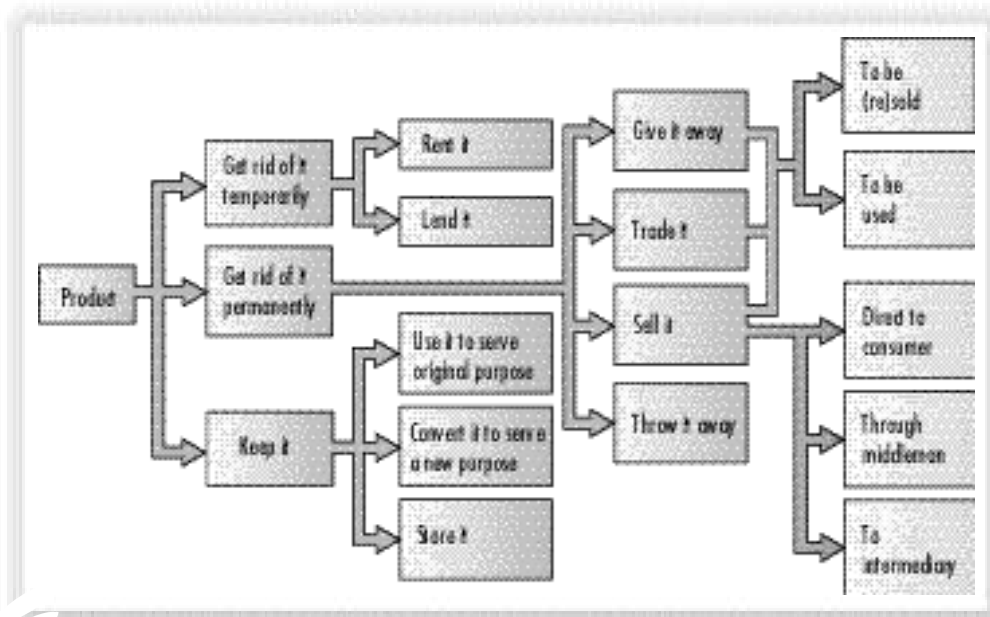 Product
Get rid of it
temporarily
Get rid of it
permanently
Keep it
Rent it
Lend it
Use it to serve
original purpose
Convert it to serve
a new purpose
Store it
Give it away
Trade it
Sell it
Throw it away
To be
(re)sold
To be
used
Direct to
consumer
Through
middleman
To
intermediary